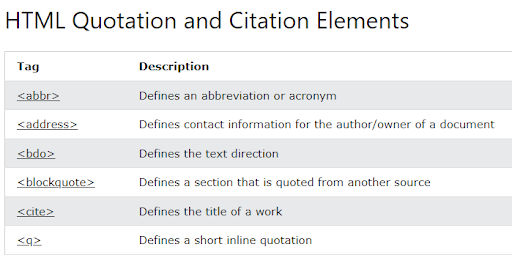 HTML Quotation and Citation Elements
Tag Description
<abbr> Defines an abbreviation or acronym
<address> Defines contact information for the author/owner of a document
<bdo> Defines the text direction
<blockquote> Defines a section that is quoted from another source
<cite> Defines the title of a work
<q> Defines a short inline quotation